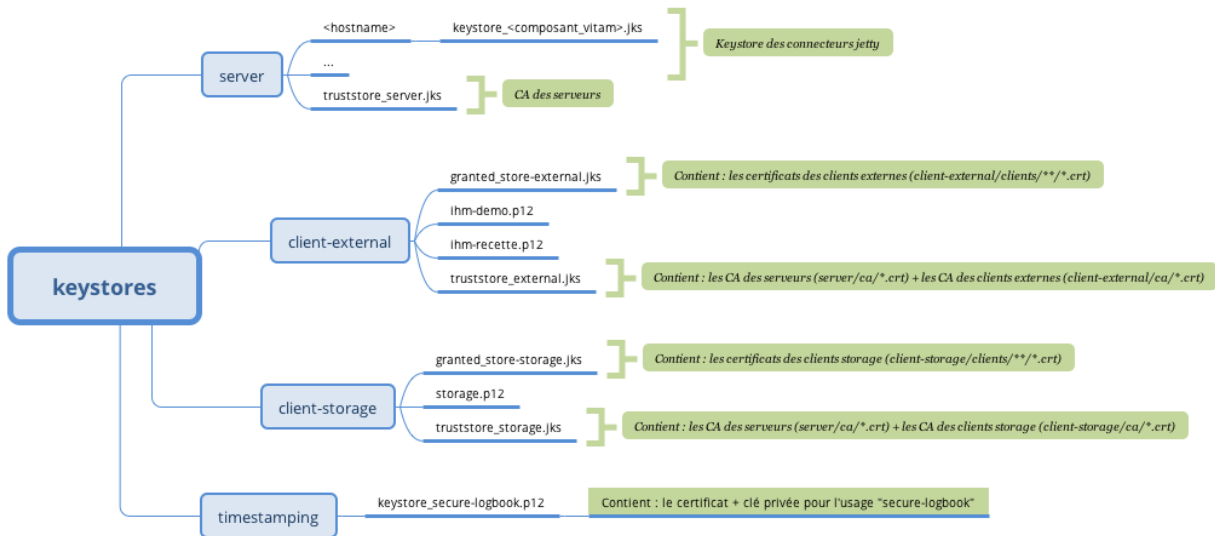 <hostname>
keystore_<composant_vitam>.jks
Keystore des connecteurs jetty
server
...
truststore_server.jks
CA des serveurs
granted_store-external.jks
Contient : les certificats des clients externes (client-external/clients/**/*.crt)
ihm-demo.p12
client-external
ihm-recette.p12
truststore_external.jks
Contient : les CA des serveurs (server/ca/*.crt) + les CA des clients externes (client-external/ca/*.crt)
keystores
granted_store-storage.jks
Contient : les certificats des clients storage (client-storage/clients/**/*.crt)
storage.p12
client-storage
truststore_storage.jks
Contient : les CA des serveurs (server/ca/*.crt) + les CA des clients storage (client-storage/ca/*.crt)
timestamping
keystore_secure-logbook.p12
Contient : le certificat + clé privée pour l'usage "secure-logbook"